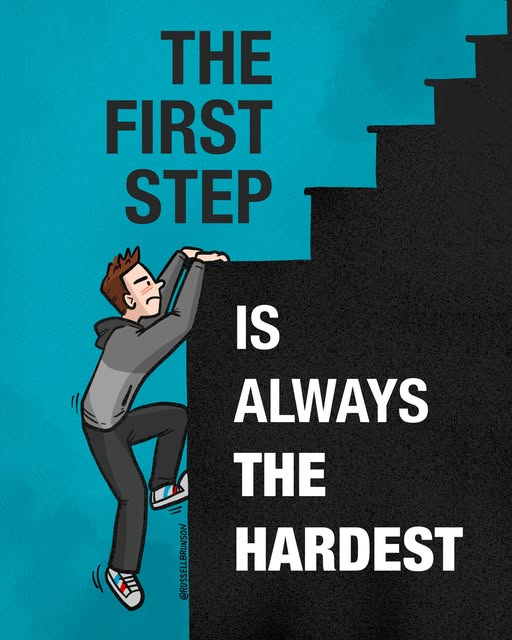 THE
FIRST
STEP
IS
ALWAYS
THE
HARDEST
@RUSSELLBRUNSON